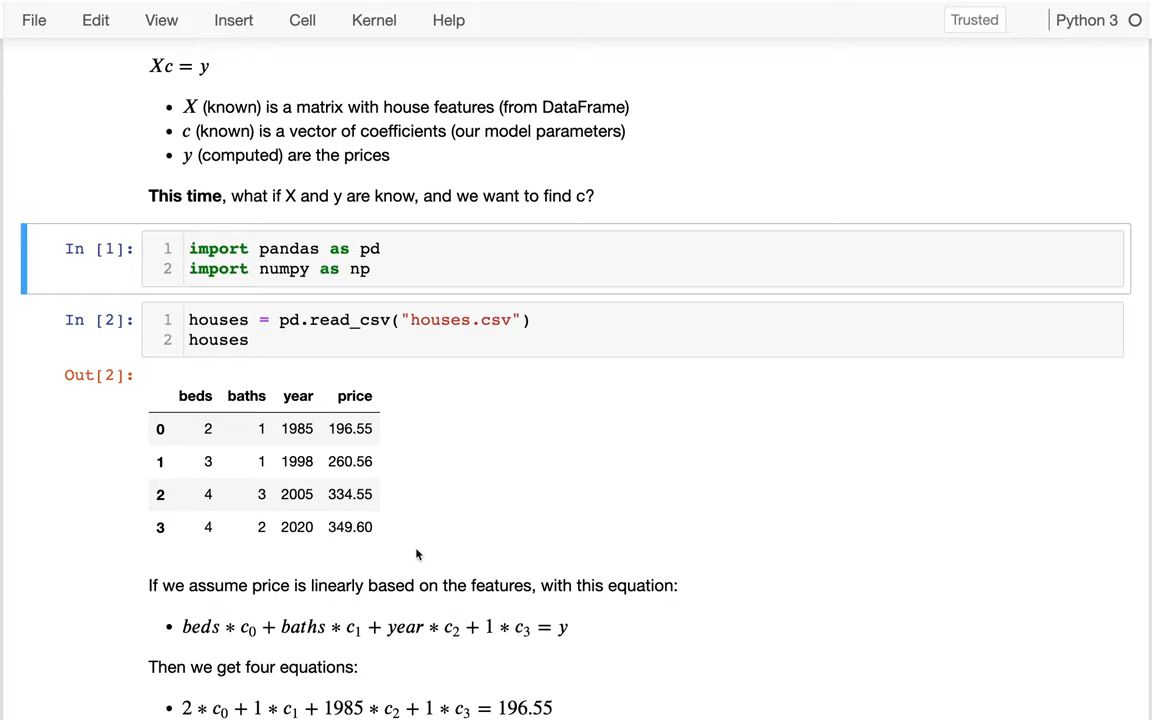 File Edit View Insert Cell Kernel Help Trusted Python 3
Xc = y
• X (known) is a matrix with house features (from DataFrame)
• c (known) is a vector of coefficients (our model parameters)
• y (computed) are the prices
This time, what if X and y are know, and we want to find c?
In [1]: 1 import pandas as pd
2 import numpy as np
In [2]: 1 houses = pd.read_csv("houses.csv")
2 houses
Out[2]:
beds baths year price
0 2 1 1985 196.55
1 3 1 1998 260.56
2 4 3 2005 334.55
3 4 2 2020 349.60
If we assume price is linearly based on the features, with this equation:
• beds ∗ c₀ + baths ∗ c₁ + year ∗ c₂ + 1 ∗ c₃ = y
Then we get four equations:
• 2 ∗ c₀ + 1 ∗ c₁ + 1985 ∗ c₂ + 1 ∗ c₃ = 196.55